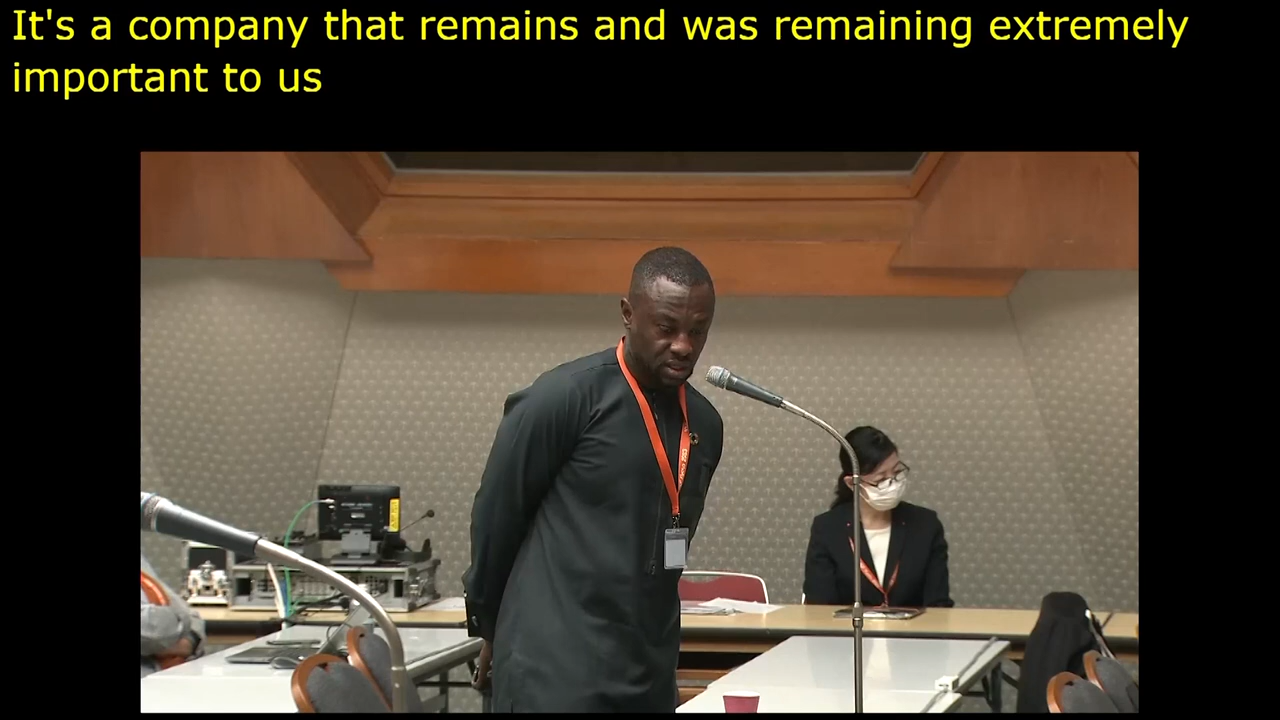 It's a company that remains and was remaining extremely
important to us